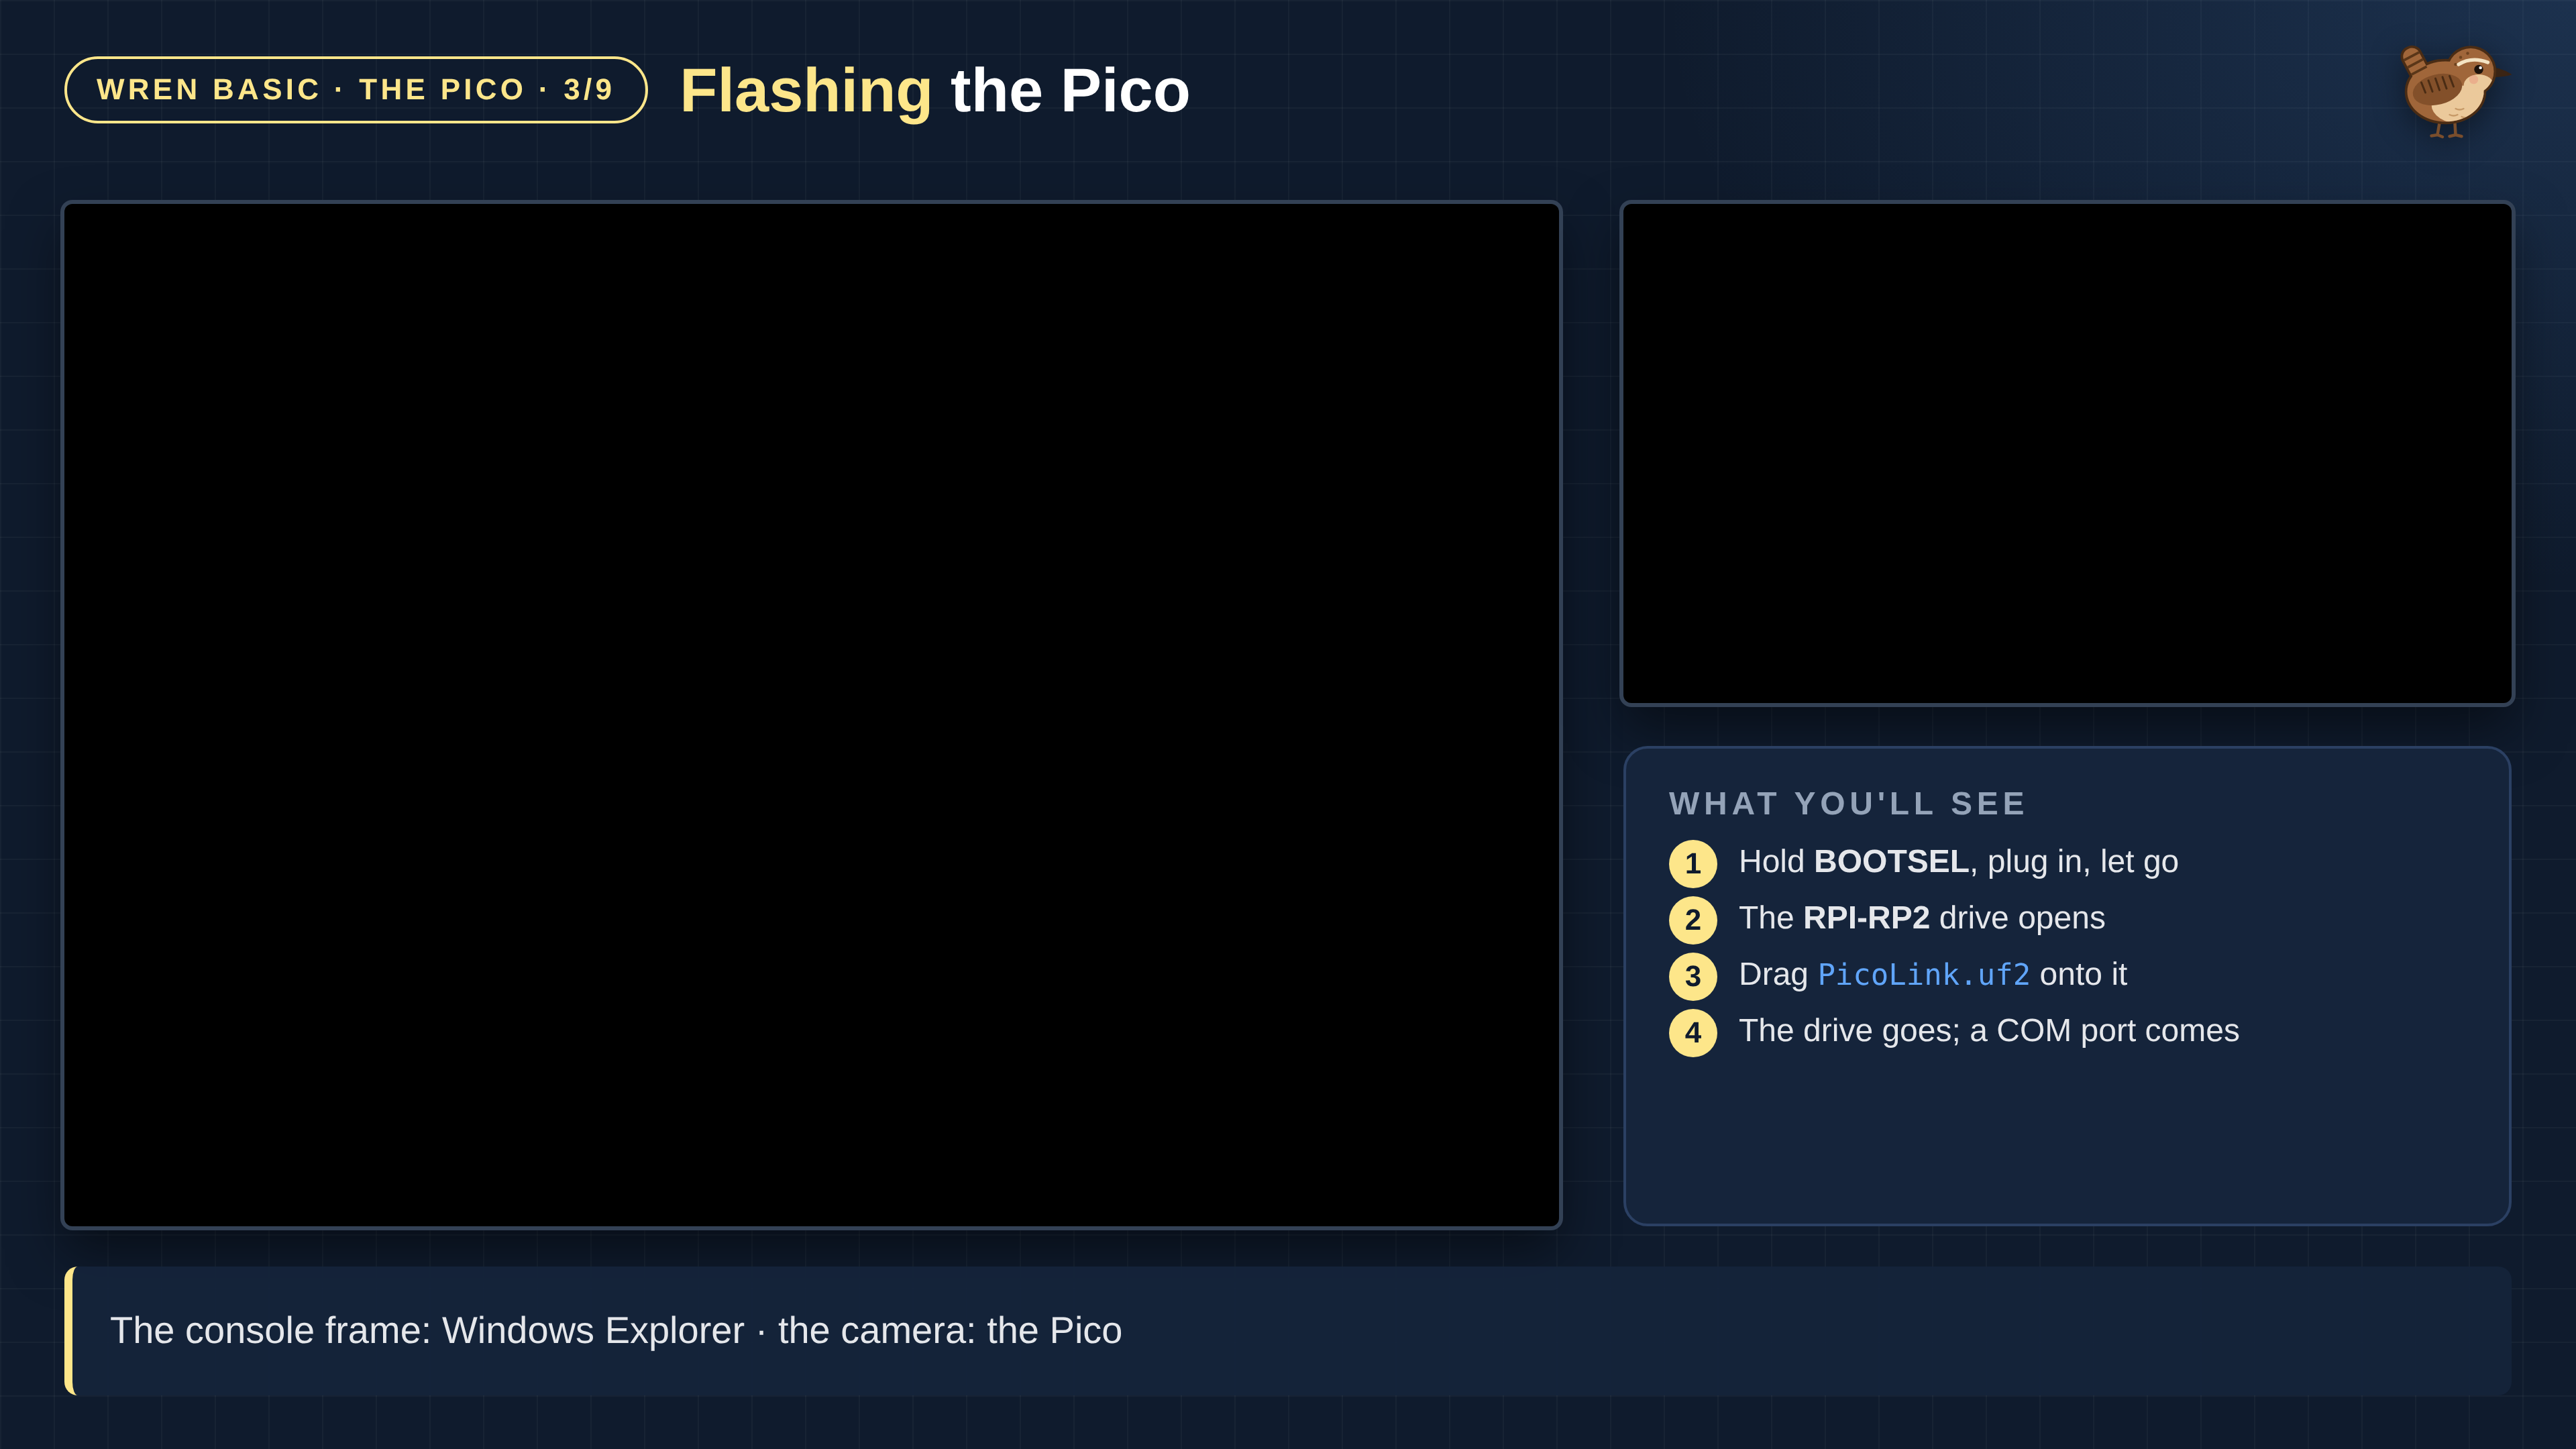 WREN BASIC · THE PICO · 3/9
Flashing the Pico
WHAT YOU'LL SEE
1 Hold BOOTSEL, plug in, let go
2 The RPI-RP2 drive opens
3 Drag PicoLink.uf2 onto it
4 The drive goes; a COM port comes
The console frame: Windows Explorer · the camera: the Pico